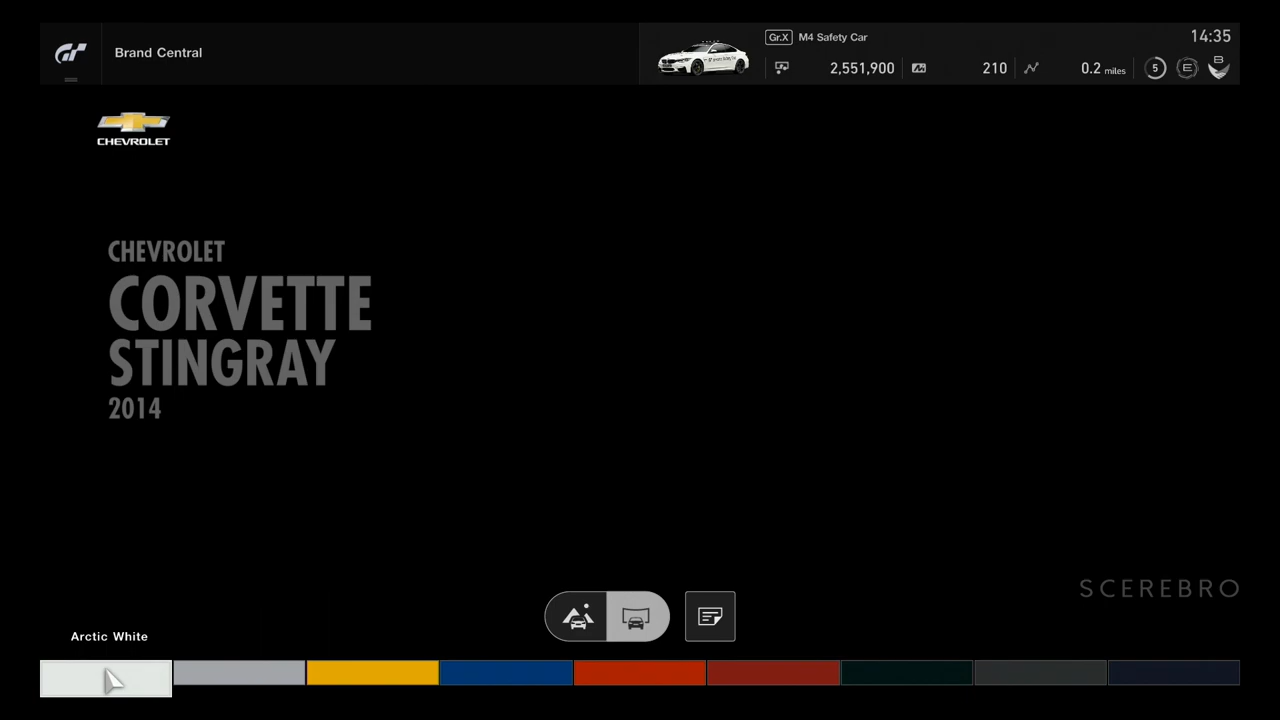 Brand Central
Gr.X M4 Safety Car
14:35
2,551,900
210
0.2 miles
5
E
B
CHEVROLET
CHEVROLET
CORVETTE
STINGRAY
2014
SCEREBRO
Arctic White